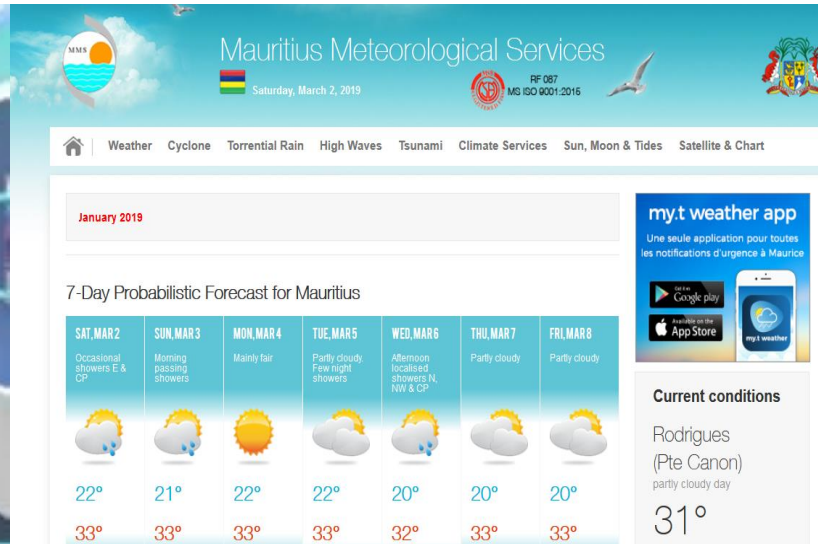 MMS
Mauritius Meteorological Services
Saturday, March 2, 2019
RF 087
MS ISO 9001:2015
Weather Cyclone Torrential Rain High Waves Tsunami Climate Services Sun, Moon & Tides Satellite & Chart
January 2019
7-Day Probabilistic Forecast for Mauritius
SAT, MAR 2
Occasional
showers E &
CP
22°
33°
SUN, MAR 3
Morning
passing
showers
21°
33°
MON, MAR 4
Mainly fair
22°
33°
TUE, MAR 5
Partly cloudy.
Few night
showers
22°
33°
WED, MAR 6
Afternoon
localised
showers N,
NW & CP
20°
32°
THU, MAR 7
Partly cloudy
20°
33°
FRI, MAR 8
Partly cloudy
20°
33°
my.t weather app
Une seule application pour toutes
les notifications d'urgence à Maurice
Get it on
Google play
Available on the
App Store
my.t weather
Current conditions
Rodrigues
(Pte Canon)
partly cloudy day
31°